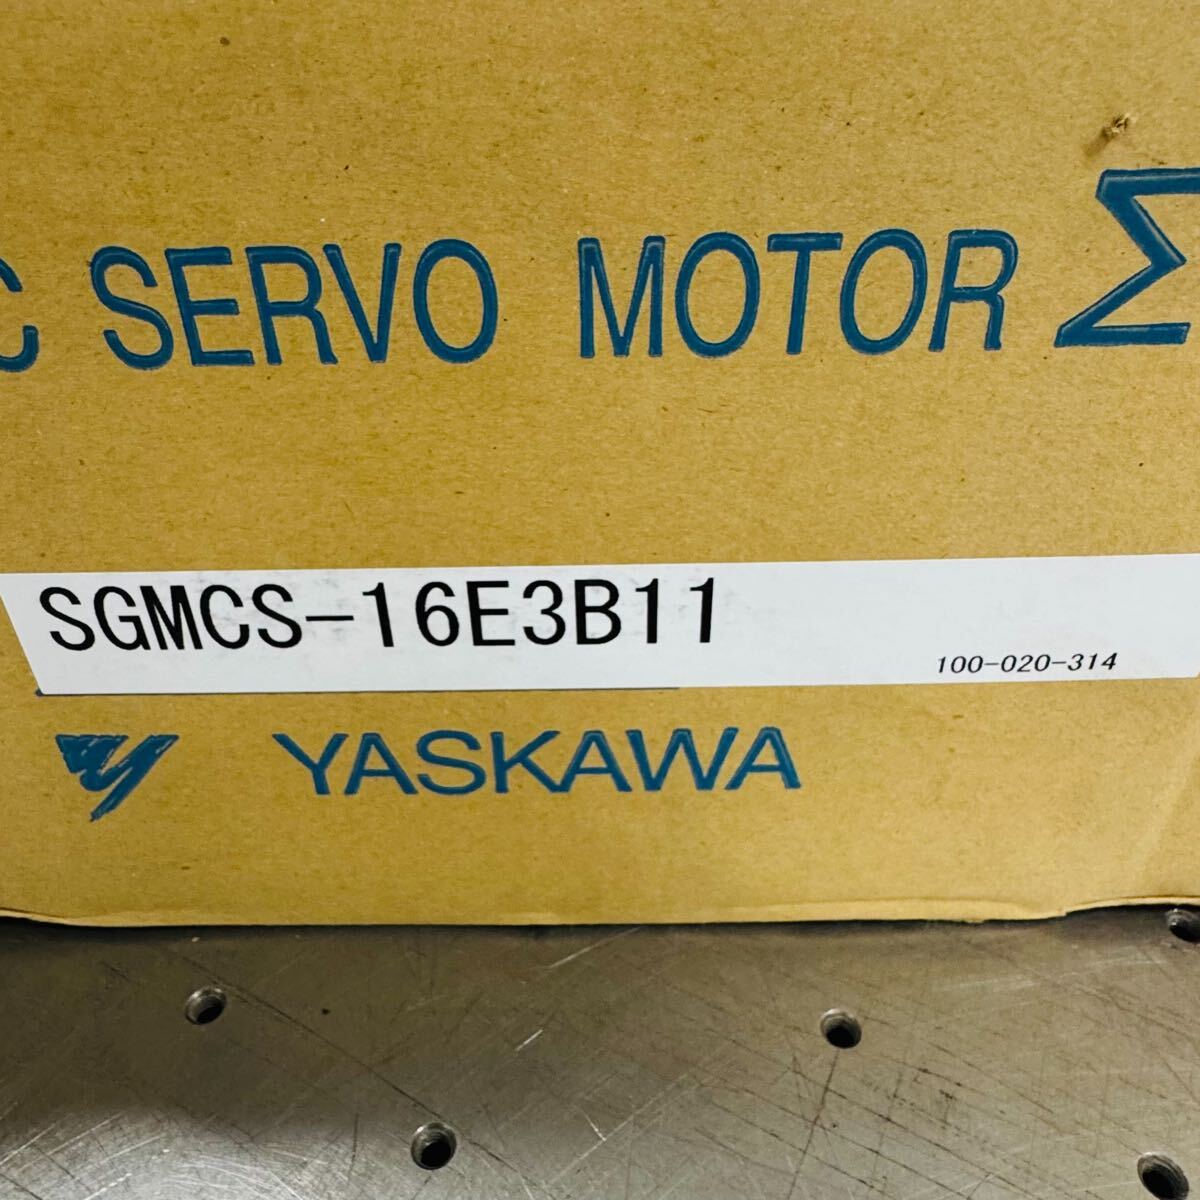 C SERVO MOTOR Σ
SGMCS-16E3B11
100-020-314
YASKAWA